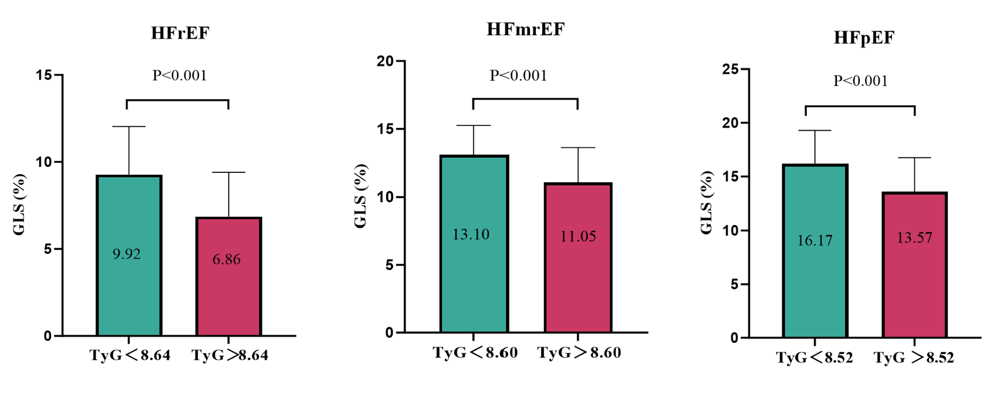 HFrEF
P<0.001
15
10
5
0
GLS (%)
9.92
6.86
TyG＜8.64
TyG＞8.64
HFmrEF
P<0.001
20
15
10
5
0
GLS (%)
13.10
11.05
TyG＜8.60
TyG＞8.60
HFpEF
P<0.001
25
20
15
10
5
0
GLS (%)
16.17
13.57
TyG＜8.52
TyG ＞8.52